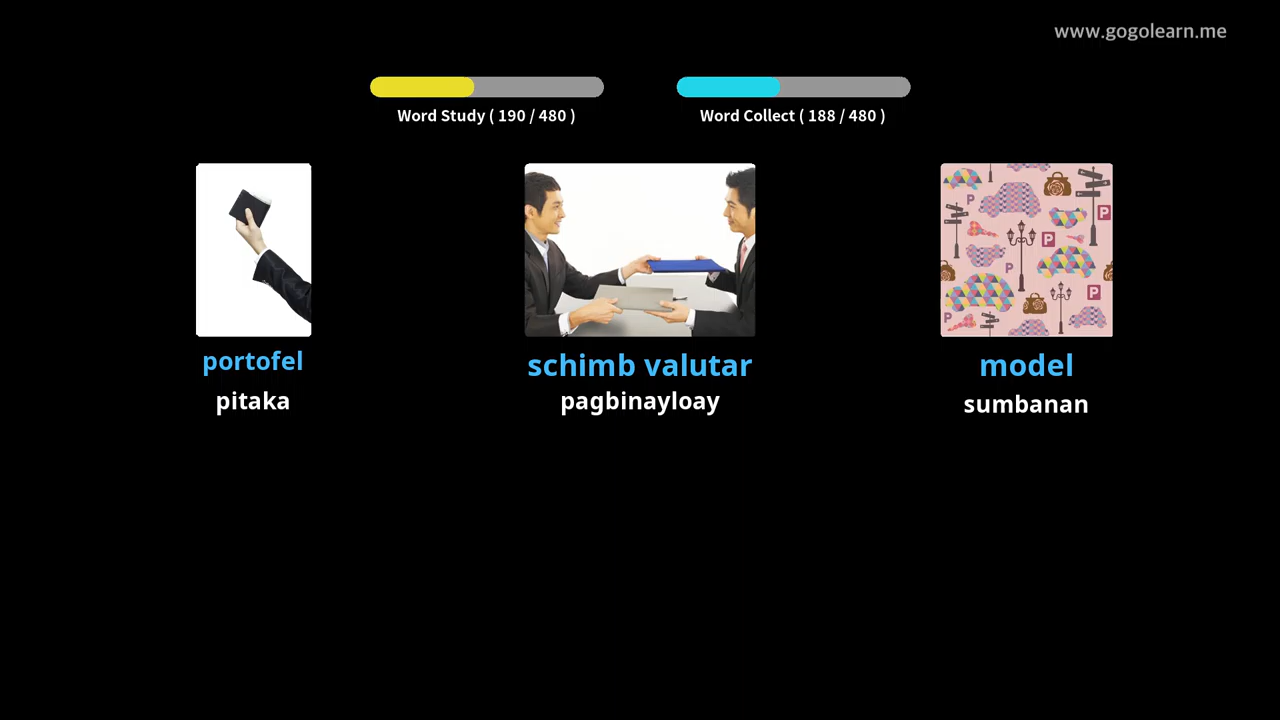 www.gogolearn.me
Word Study ( 190 / 480 )
Word Collect ( 188 / 480 )
portofel
schimb valutar
model
pitaka
pagbinayloay
sumbanan